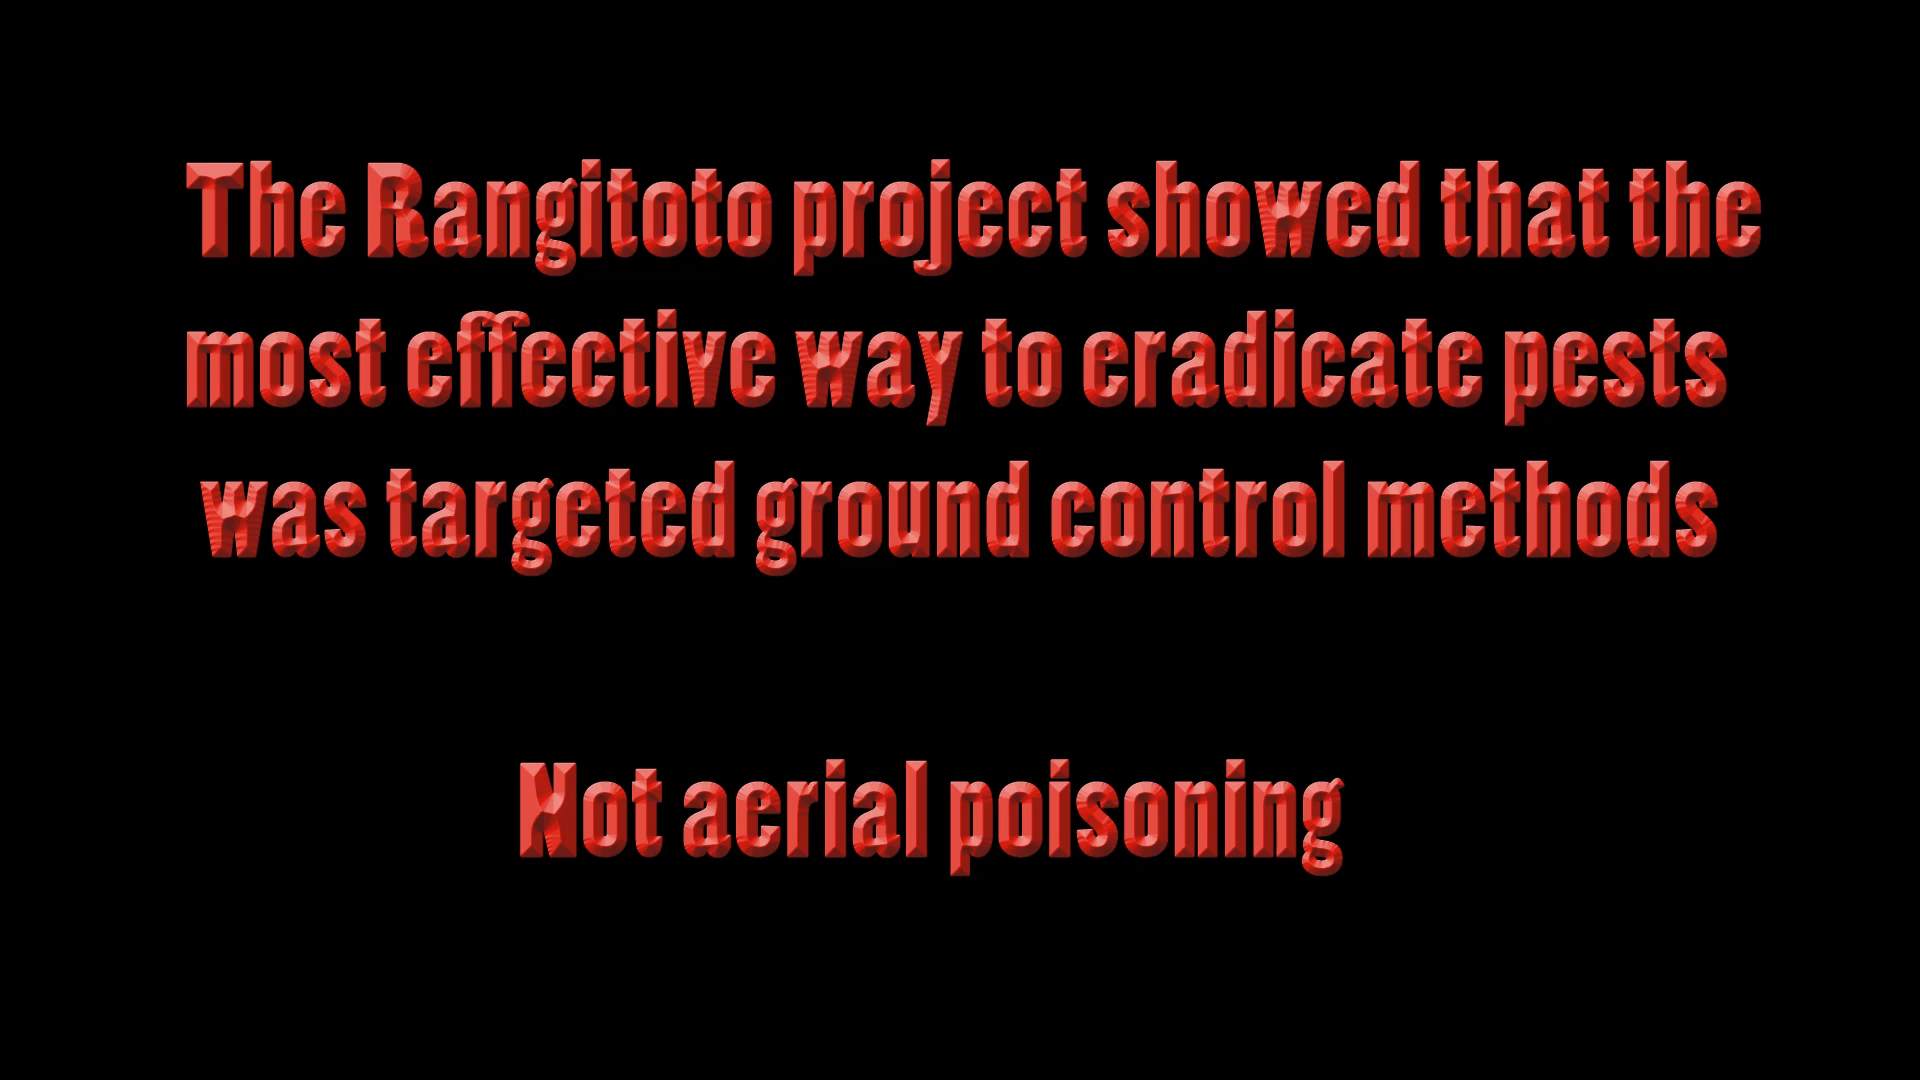 The Rangitoto project showed that the
most effective way to eradicate pests
was targeted ground control methods
Not aerial poisoning